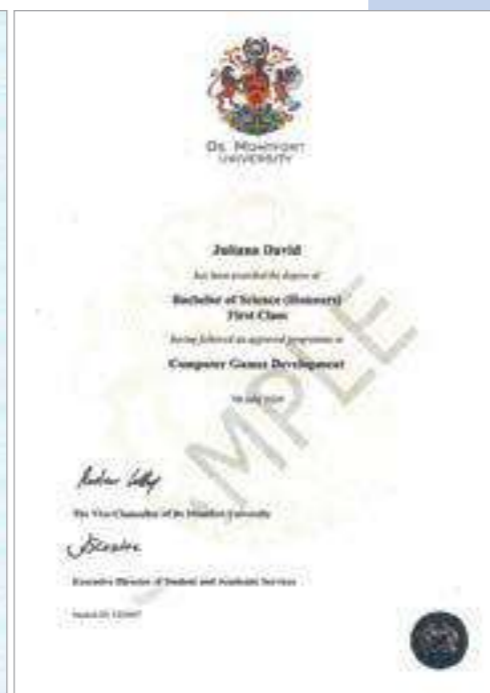 DE MONTFORT
UNIVERSITY
Juliana David
has been awarded the degree of
Bachelor of Science (Honours)
First Class
having followed an approved programme in
Computer Games Development
The Vice-Chancellor of De Montfort University
Executive Director of Student and Academic Services
SAMPLE